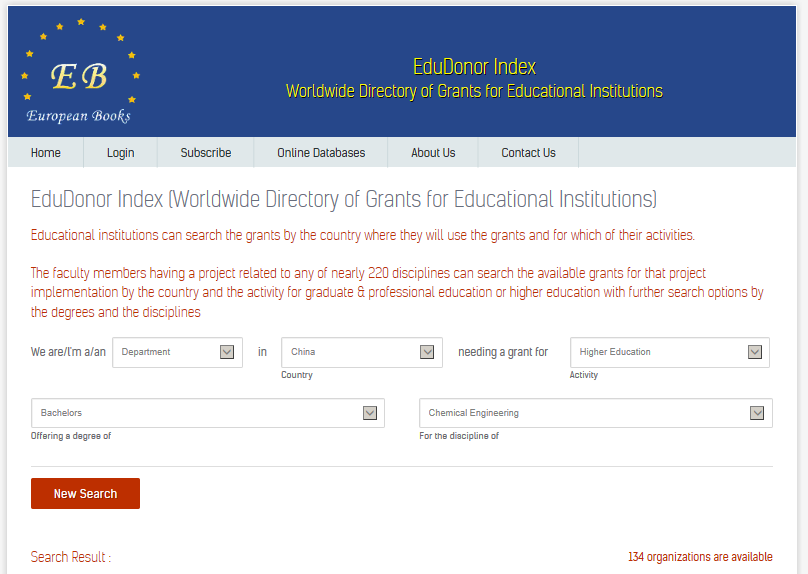 EB
European Books
EduDonor Index
Worldwide Directory of Grants for Educational Institutions
Home Login Subscribe Online Databases About Us Contact Us
EduDonor Index (Worldwide Directory of Grants for Educational Institutions)
Educational institutions can search the grants by the country where they will use the grants and for which of their activities.
The faculty members having a project related to any of nearly 220 disciplines can search the available grants for that project
implementation by the country and the activity for graduate & professional education or higher education with further search options by
the degrees and the disciplines
We are/I'm a/an Department in China needing a grant for Higher Education
Country Activity
Bachelors Chemical Engineering
Offering a degree of For the discipline of
New Search
Search Result : 134 organizations are available